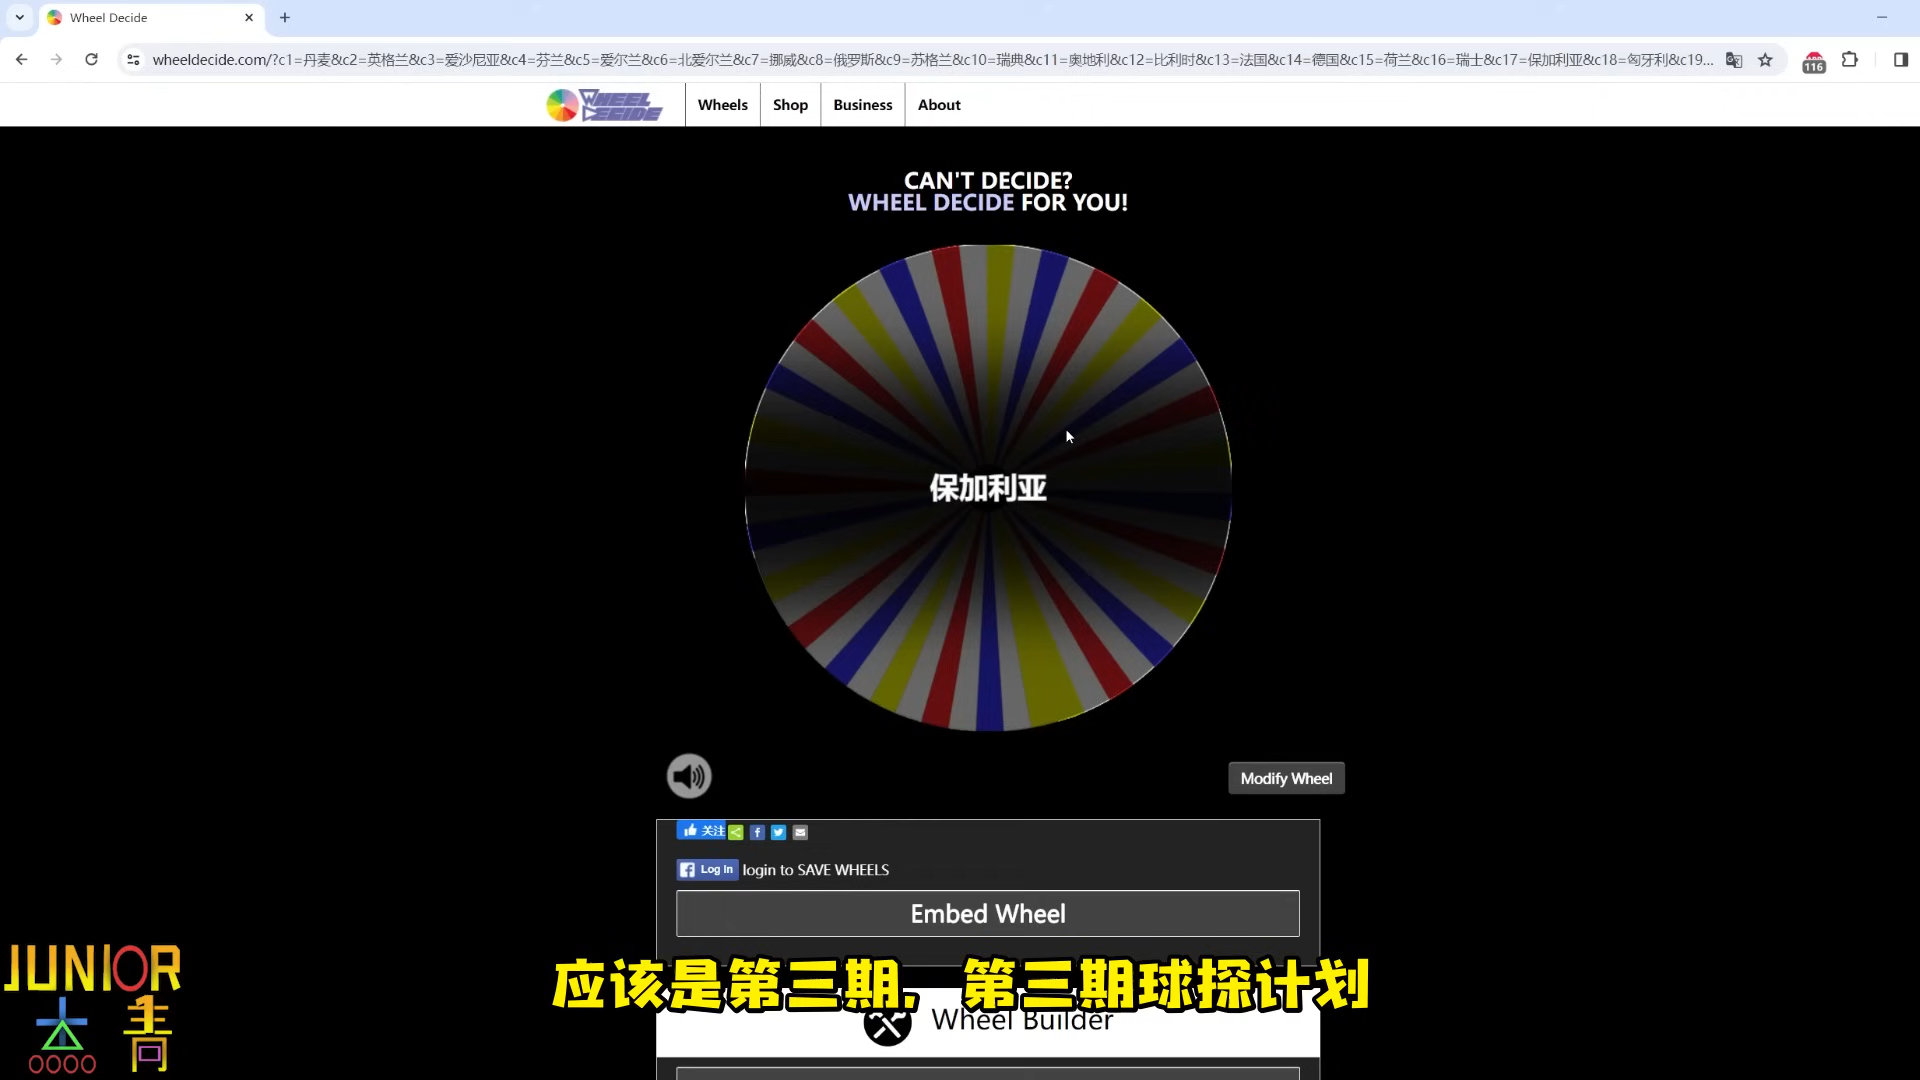 Wheel Decide
wheeldecide.com/?c1=丹麦&c2=英格兰&c3=爱沙尼亚&c4=芬兰&c5=爱尔兰&c6=北爱尔兰&c7=挪威&c8=俄罗斯&c9=苏格兰&c10=瑞典&c11=奥地利&c12=比利时&c13=法国&c14=德国&c15=荷兰&c16=瑞士&c17=保加利亚&c18=匈牙利&c19...
116
WHEEL DECIDE
Wheels Shop Business About
CAN'T DECIDE?
WHEEL DECIDE FOR YOU!
保加利亚
Modify Wheel
关注
Log In login to SAVE WHEELS
Embed Wheel
应该是第三期，第三期球探计划
Wheel Builder
JUNIOR